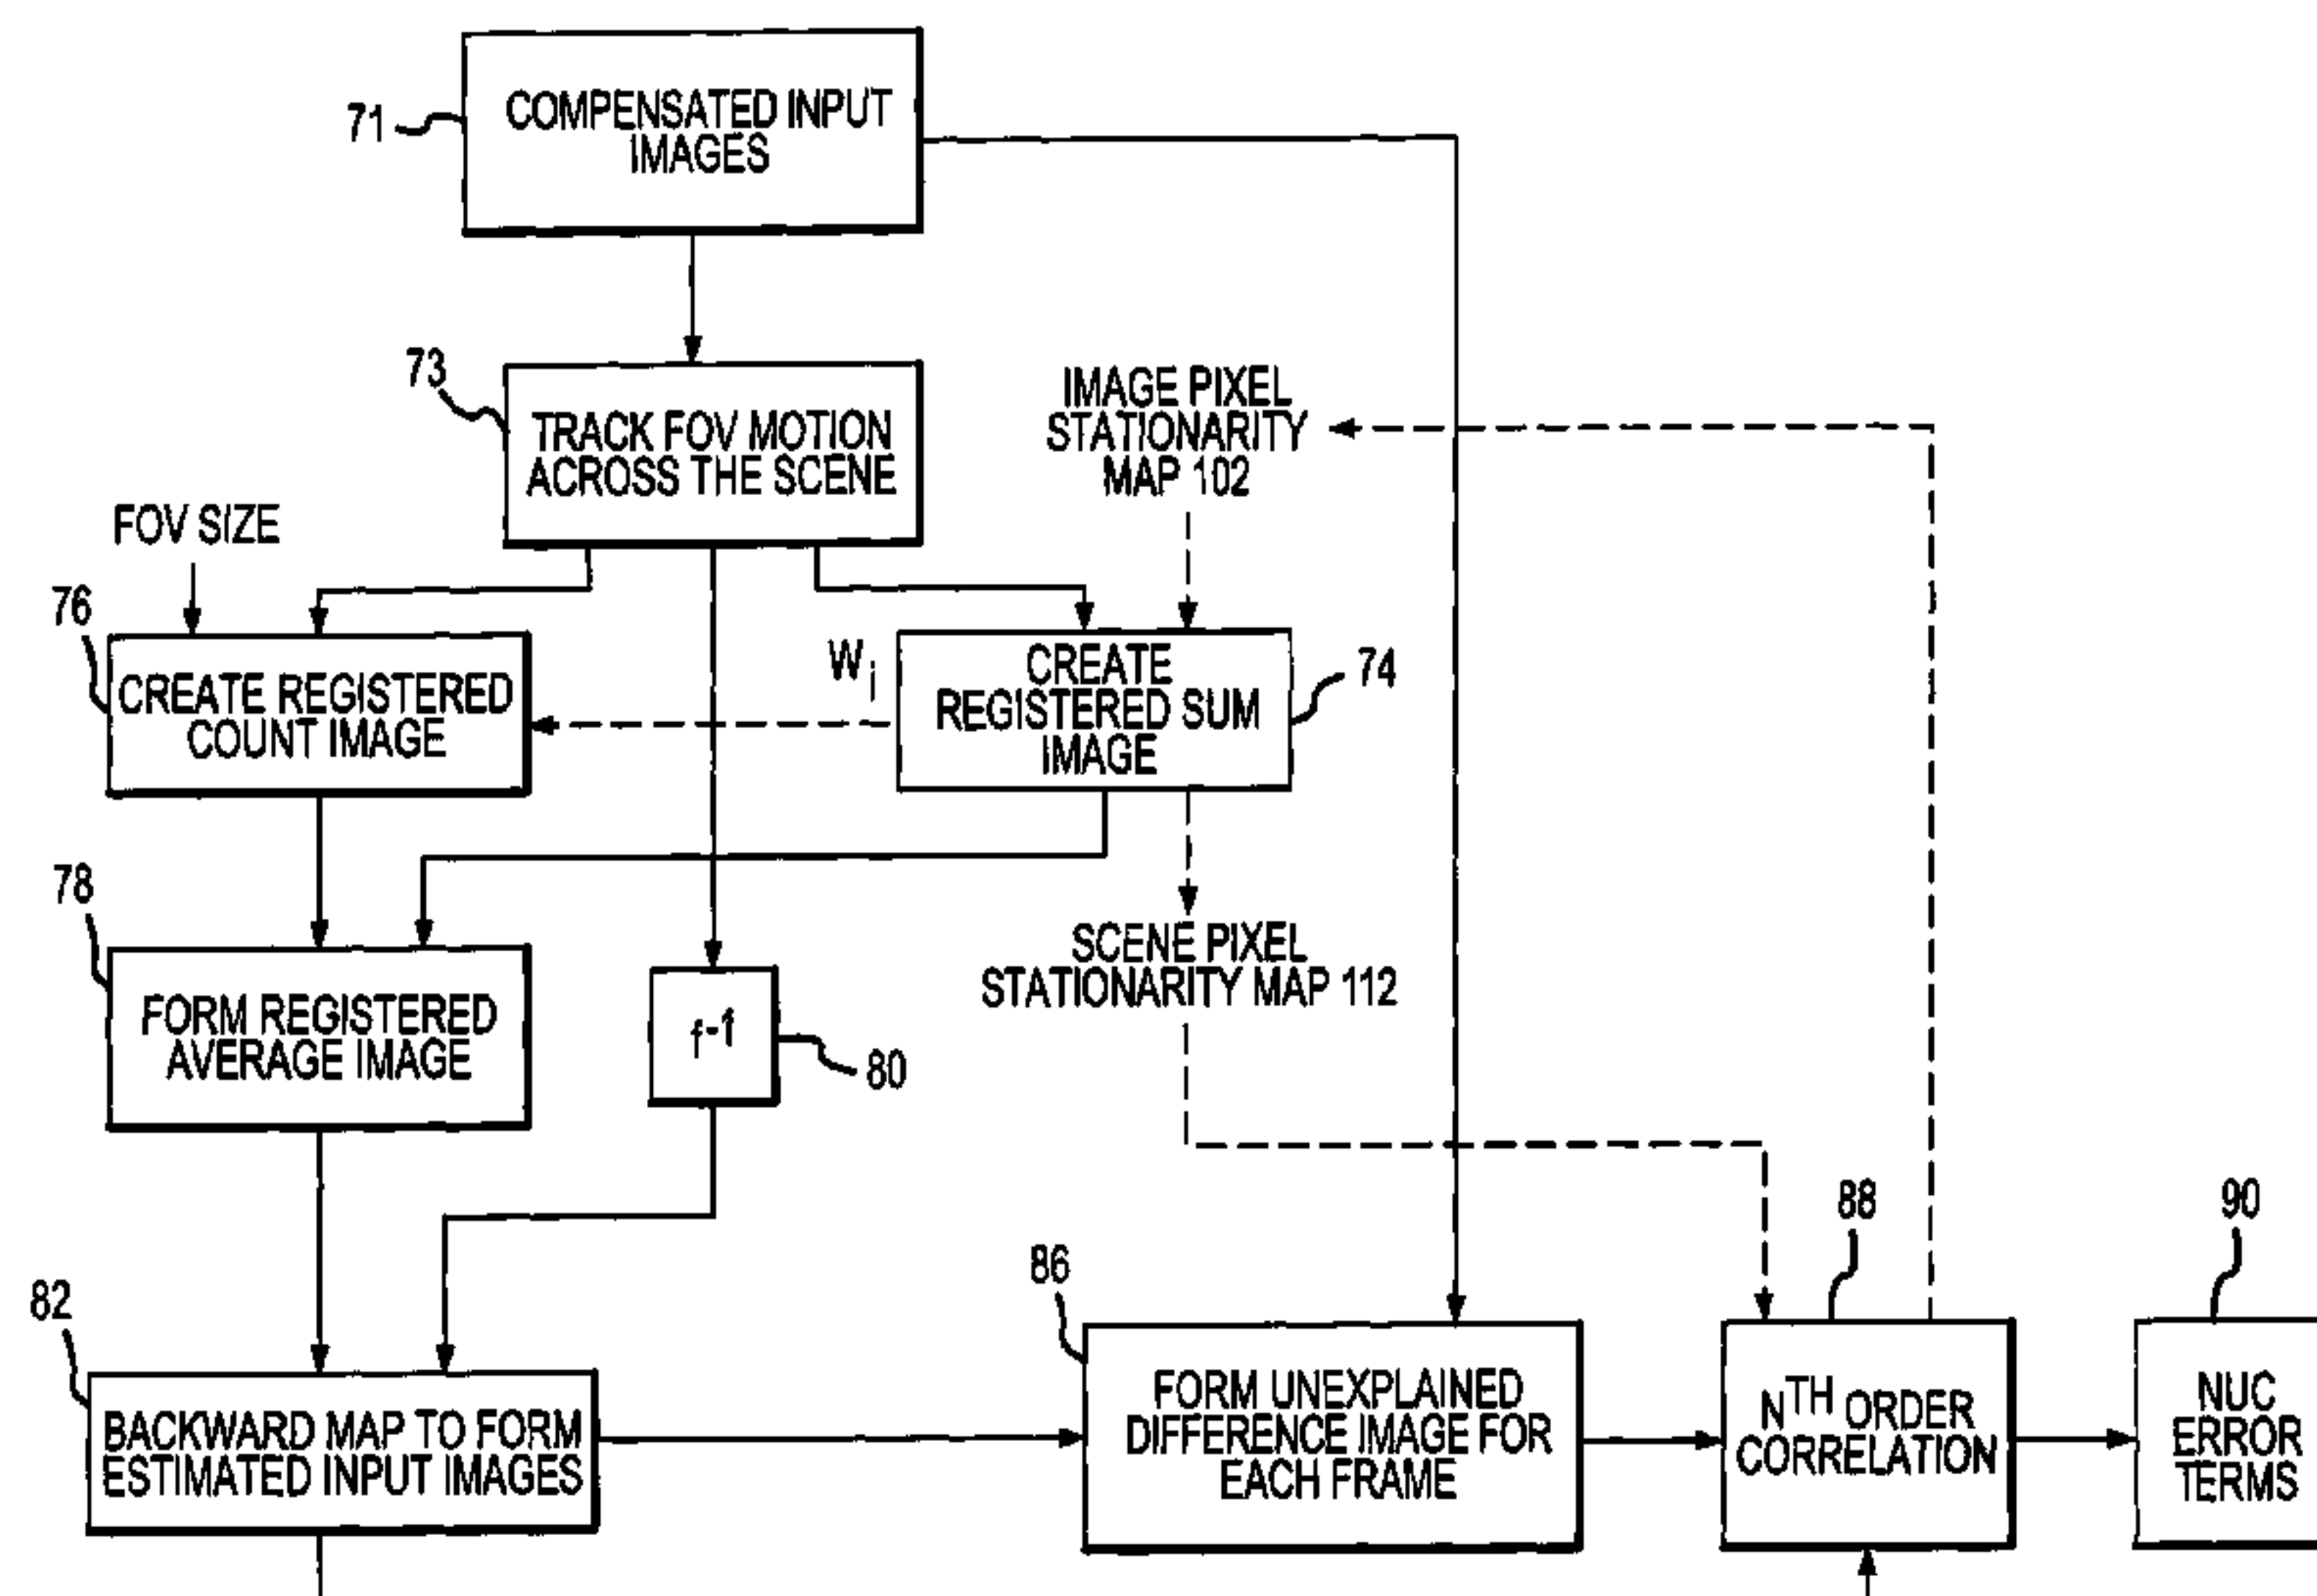 71
COMPENSATED INPUT
IMAGES
73
TRACK FOV MOTION
ACROSS THE SCENE
IMAGE PIXEL
STATIONARITY
MAP 102
FOV SIZE
76
CREATE REGISTERED
COUNT IMAGE
Wi
CREATE
REGISTERED SUM
IMAGE
74
78
FORM REGISTERED
AVERAGE IMAGE
f-1
80
SCENE PIXEL
STATIONARITY MAP 112
82
BACKWARD MAP TO FORM
ESTIMATED INPUT IMAGES
86
FORM UNEXPLAINED
DIFFERENCE IMAGE FOR
EACH FRAME
88
NTH ORDER
CORRELATION
90
NUC
ERROR
TERMS